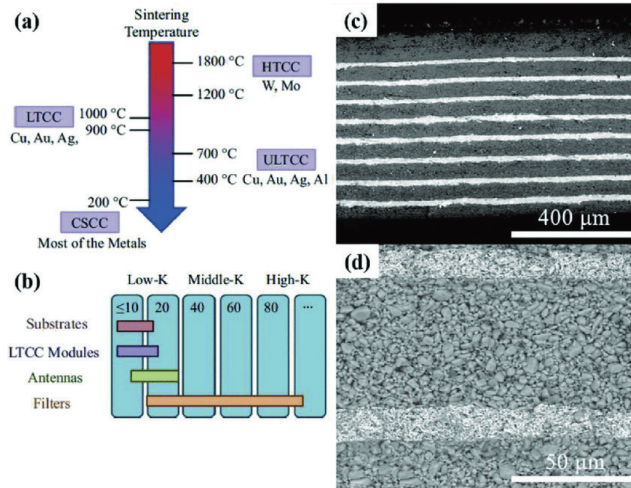 (a)
Sintering
Temperature
1800 °C
HTCC
1200 °C
W, Mo
LTCC
1000 °C
900 °C
Cu, Au, Ag,
700 °C
ULTCC
400 °C
Cu, Au, Ag, Al
200 °C
CSCC
Most of the Metals
(b)
Low-K Middle-K High-K
≤10 20 40 60 80 ...
Substrates
LTCC Modules
Antennas
Filters
(c)
400 μm
(d)
50 μm